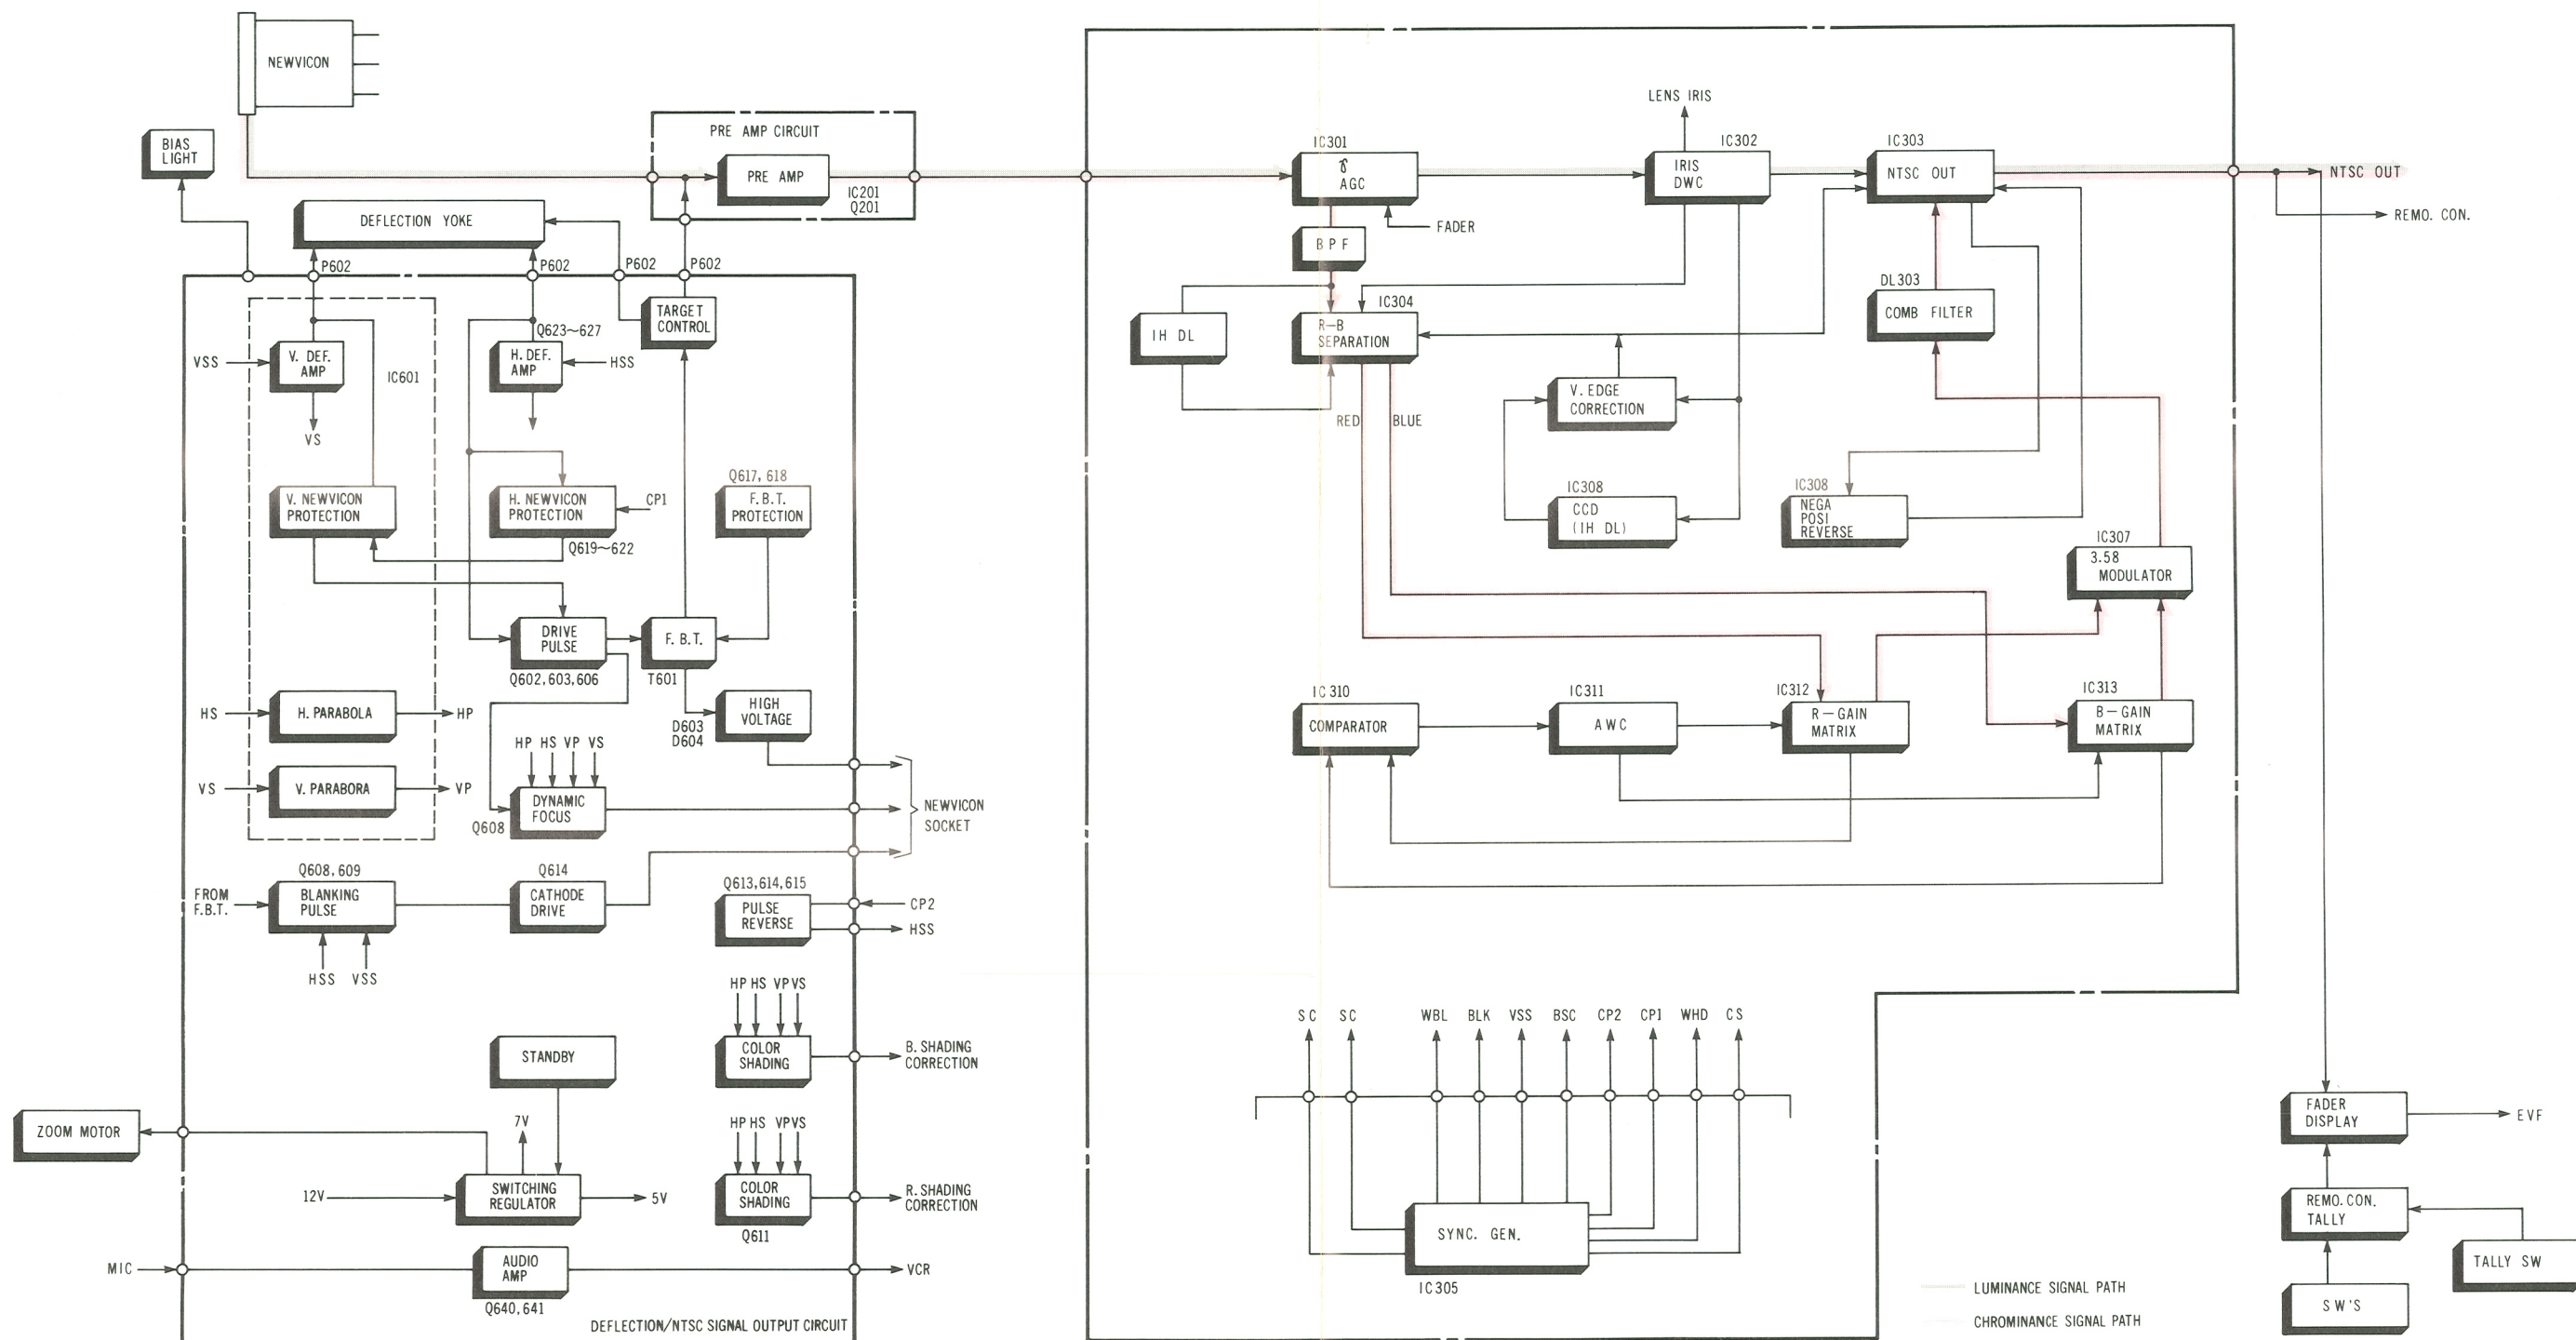 NEWVICON
BIAS
LIGHT
PRE AMP CIRCUIT
PRE AMP
IC201
Q201
DEFLECTION YOKE
P602
P602
P602
P602
TARGET
CONTROL
Q623~627
VSS
V. DEF.
AMP
H. DEF.
AMP
HSS
IC601
VS
V. NEWVICON
PROTECTION
H. NEWVICON
PROTECTION
CP1
Q619~622
Q617, 618
F. B. T.
PROTECTION
DRIVE
PULSE
Q602, 603, 606
F. B. T.
T601
HS
H. PARABOLA
HP
D603
D604
HIGH
VOLTAGE
HP HS VP VS
VS
V. PARABORA
VP
DYNAMIC
FOCUS
Q608
NEWVICON
SOCKET
Q608, 609
FROM
F.B.T.
BLANKING
PULSE
HSS VSS
Q614
CATHODE
DRIVE
Q613, 614, 615
PULSE
REVERSE
CP2
HSS
HP HS VP VS
COLOR
SHADING
B. SHADING
CORRECTION
STANDBY
ZOOM MOTOR
7V
12V
SWITCHING
REGULATOR
5V
HP HS VP VS
COLOR
SHADING
R. SHADING
CORRECTION
Q611
MIC
AUDIO
AMP
Q640, 641
VCR
DEFLECTION/NTSC SIGNAL OUTPUT CIRCUIT
LENS IRIS
IC301
γ
AGC
IC302
IRIS
DWC
IC303
NTSC OUT
NTSC OUT
REMO. CON.
FADER
B P F
IC304
R-B
SEPARATION
IH DL
RED
BLUE
DL303
COMB FILTER
V. EDGE
CORRECTION
IC308
CCD
(IH DL)
IC308
NEGA
POSI
REVERSE
IC307
3.58
MODULATOR
IC310
COMPARATOR
IC311
AWC
IC312
R-GAIN
MATRIX
IC313
B-GAIN
MATRIX
SC SC WBL BLK VSS BSC CP2 CP1 WHD CS
SYNC. GEN.
IC305
FADER
DISPLAY
EVF
REMO. CON.
TALLY
TALLY SW
SW'S
LUMINANCE SIGNAL PATH
CHROMINANCE SIGNAL PATH